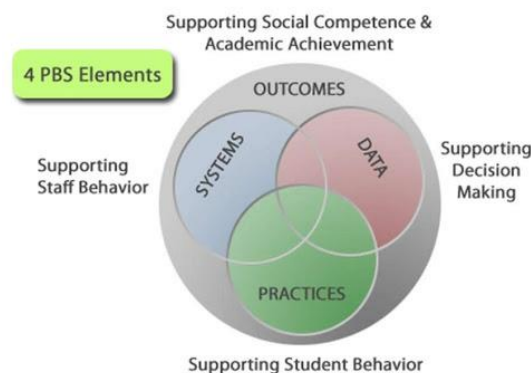 Supporting Social Competence &
Academic Achievement
4 PBS Elements
OUTCOMES
SYSTEMS
DATA
Supporting
Staff Behavior
Supporting
Decision
Making
PRACTICES
Supporting Student Behavior